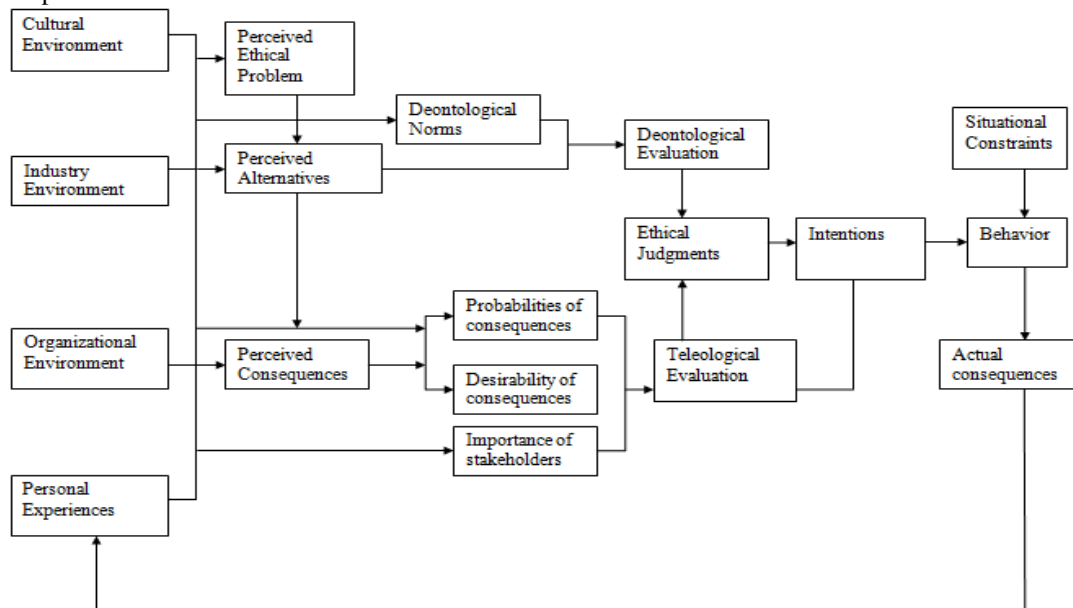 Cultural
Environment
Perceived
Ethical
Problem
Deontological
Norms
Deontological
Evaluation
Situational
Constraints
Industry
Environment
Perceived
Alternatives
Ethical
Judgments
Intentions
Behavior
Probabilities of
consequences
Organizational
Environment
Perceived
Consequences
Desirability of
consequences
Teleological
Evaluation
Actual
consequences
Importance of
stakeholders
Personal
Experiences